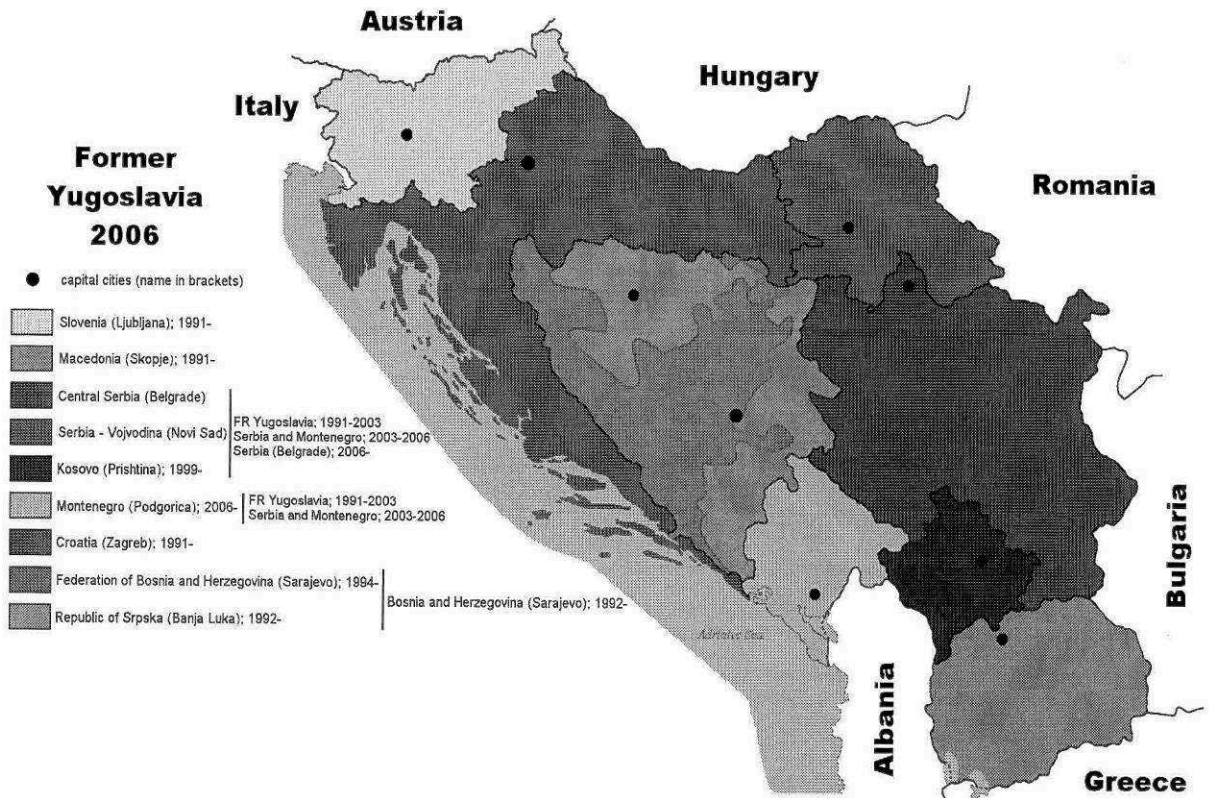 Austria
Hungary
Italy
Romania
Former
Yugoslavia
2006
capital cities (name in brackets)
Slovenia (Ljubljana); 1991-
Macedonia (Skopje); 1991-
Central Serbia (Belgrade)
Serbia - Vojvodina (Novi Sad)
Kosovo (Prishtina); 1999-
FR Yugoslavia; 1991-2003
Serbia and Montenegro; 2003-2006
Serbia (Belgrade); 2006-
Montenegro (Podgorica); 2006-
FR Yugoslavia; 1991-2003
Serbia and Montenegro; 2003-2006
Croatia (Zagreb); 1991-
Federation of Bosnia and Herzegovina (Sarajevo); 1994-
Republic of Srpska (Banja Luka); 1992-
Bosnia and Herzegovina (Sarajevo); 1992-
Adriatic Sea
Bulgaria
Albania
Greece